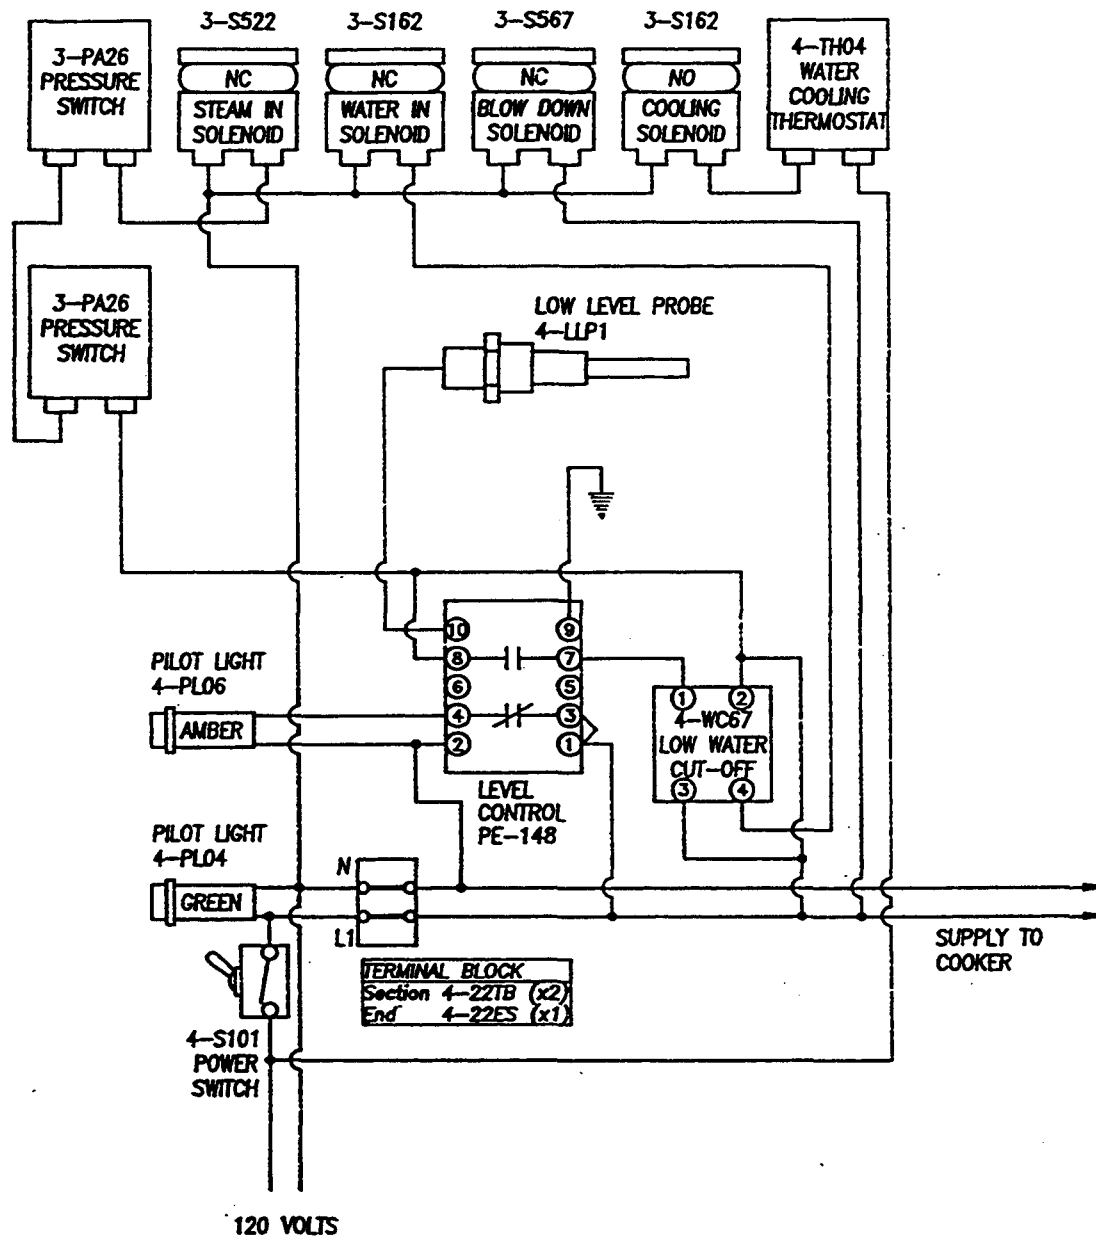 3-PA26
PRESSURE
SWITCH
3-S522
NC
STEAM IN
SOLENOID
3-S162
NC
WATER IN
SOLENOID
3-S567
NC
BLOW DOWN
SOLENOID
3-S162
NO
COOLING
SOLENOID
4-TH04
WATER
COOLING
THERMOSTAT
3-PA26
PRESSURE
SWITCH
LOW LEVEL PROBE
4-LLP1
10
9
8
7
6
5
4
3
2
1
LEVEL
CONTROL
PE-148
PILOT LIGHT
4-PL06
AMBER
1
2
4-WC67
LOW WATER
CUT-OFF
3
4
PILOT LIGHT
4-PL04
GREEN
N
L1
SUPPLY TO
COOKER
TERMINAL BLOCK
Section 4-22TB (x2)
End 4-22ES (x1)
4-S101
POWER
SWITCH
120 VOLTS